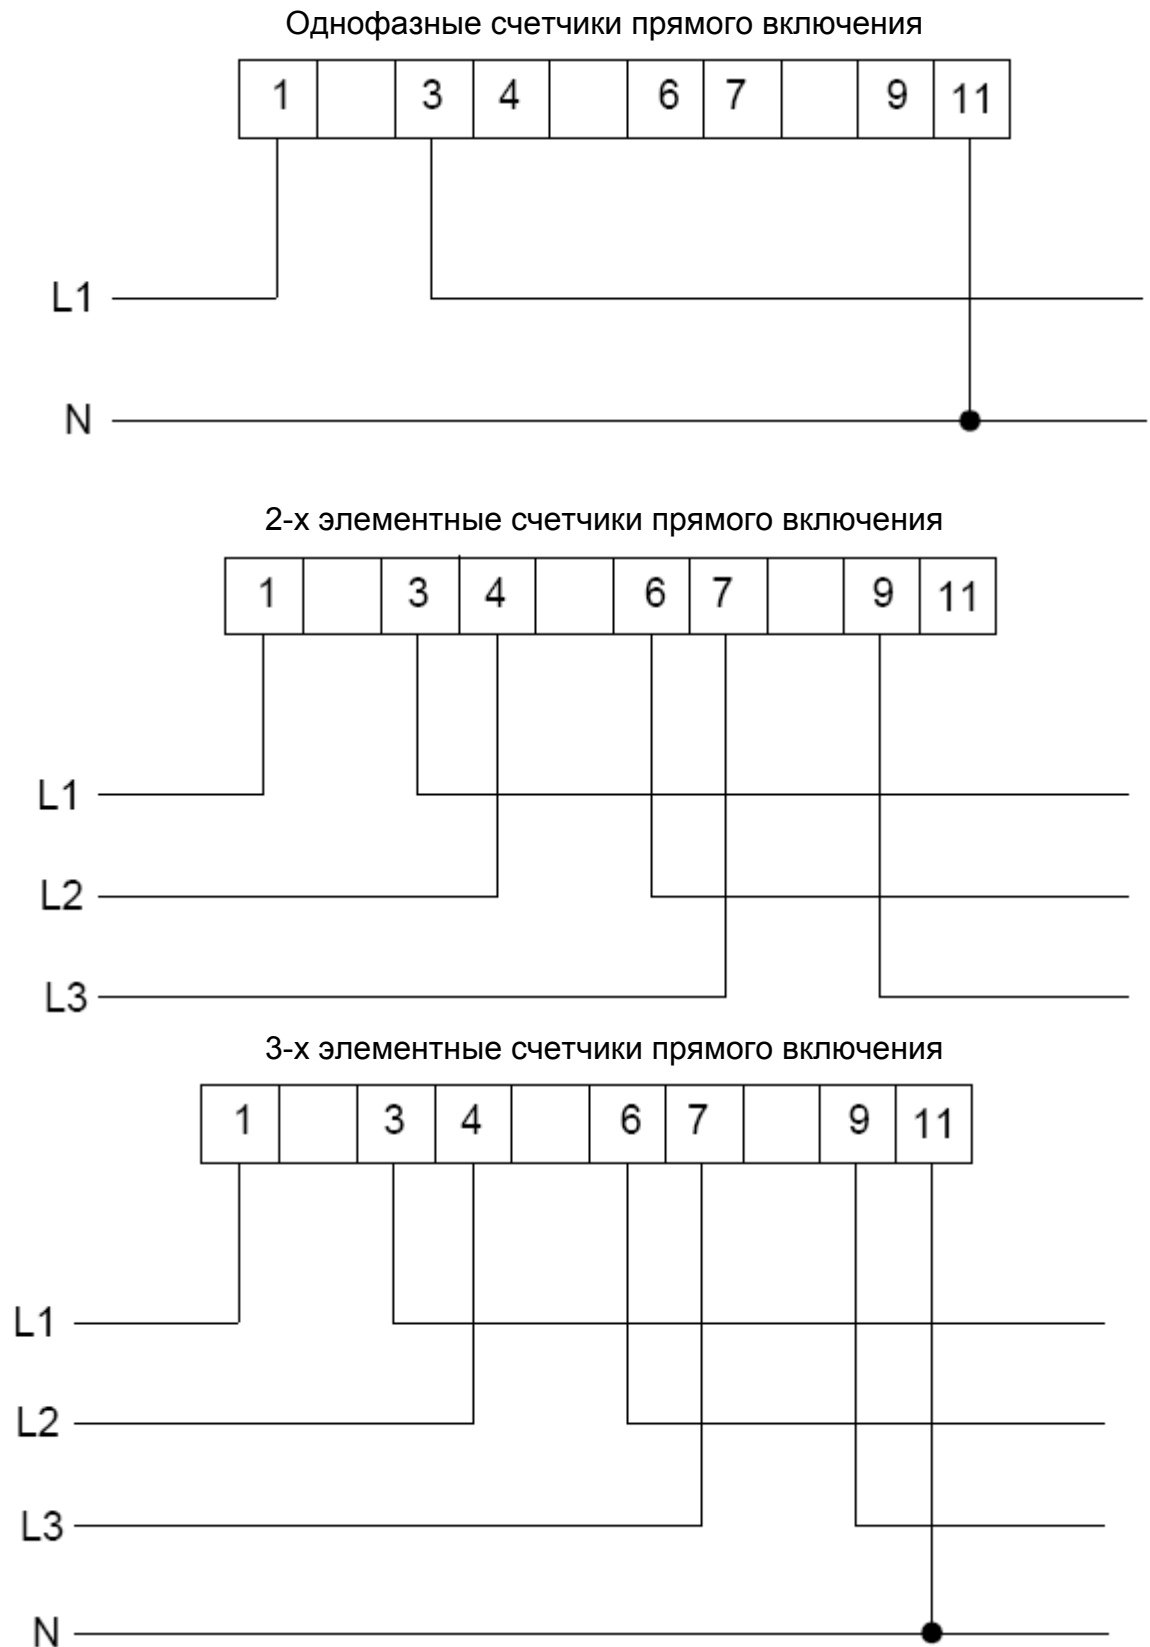 Однофазные счетчики прямого включения
1 3 4 6 7 9 11
L1
N
2-х элементные счетчики прямого включения
1 3 4 6 7 9 11
L1
L2
L3
3-х элементные счетчики прямого включения
1 3 4 6 7 9 11
L1
L2
L3
N